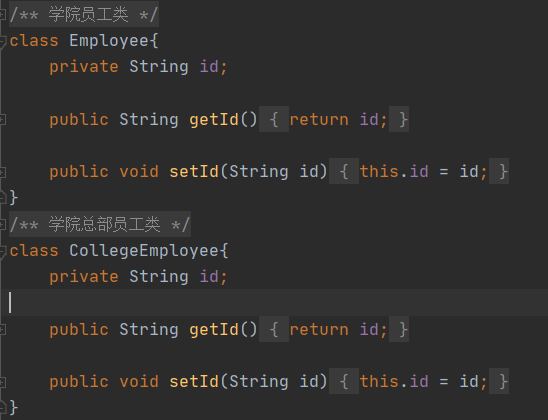 /** 学院员工类 */
class Employee{
    private String id;
    public String getId() { return id; }
    public void setId(String id) { this.id = id; }
}
/** 学院总部员工类 */
class CollegeEmployee{
    private String id;
    public String getId() { return id; }
    public void setId(String id) { this.id = id; }
}